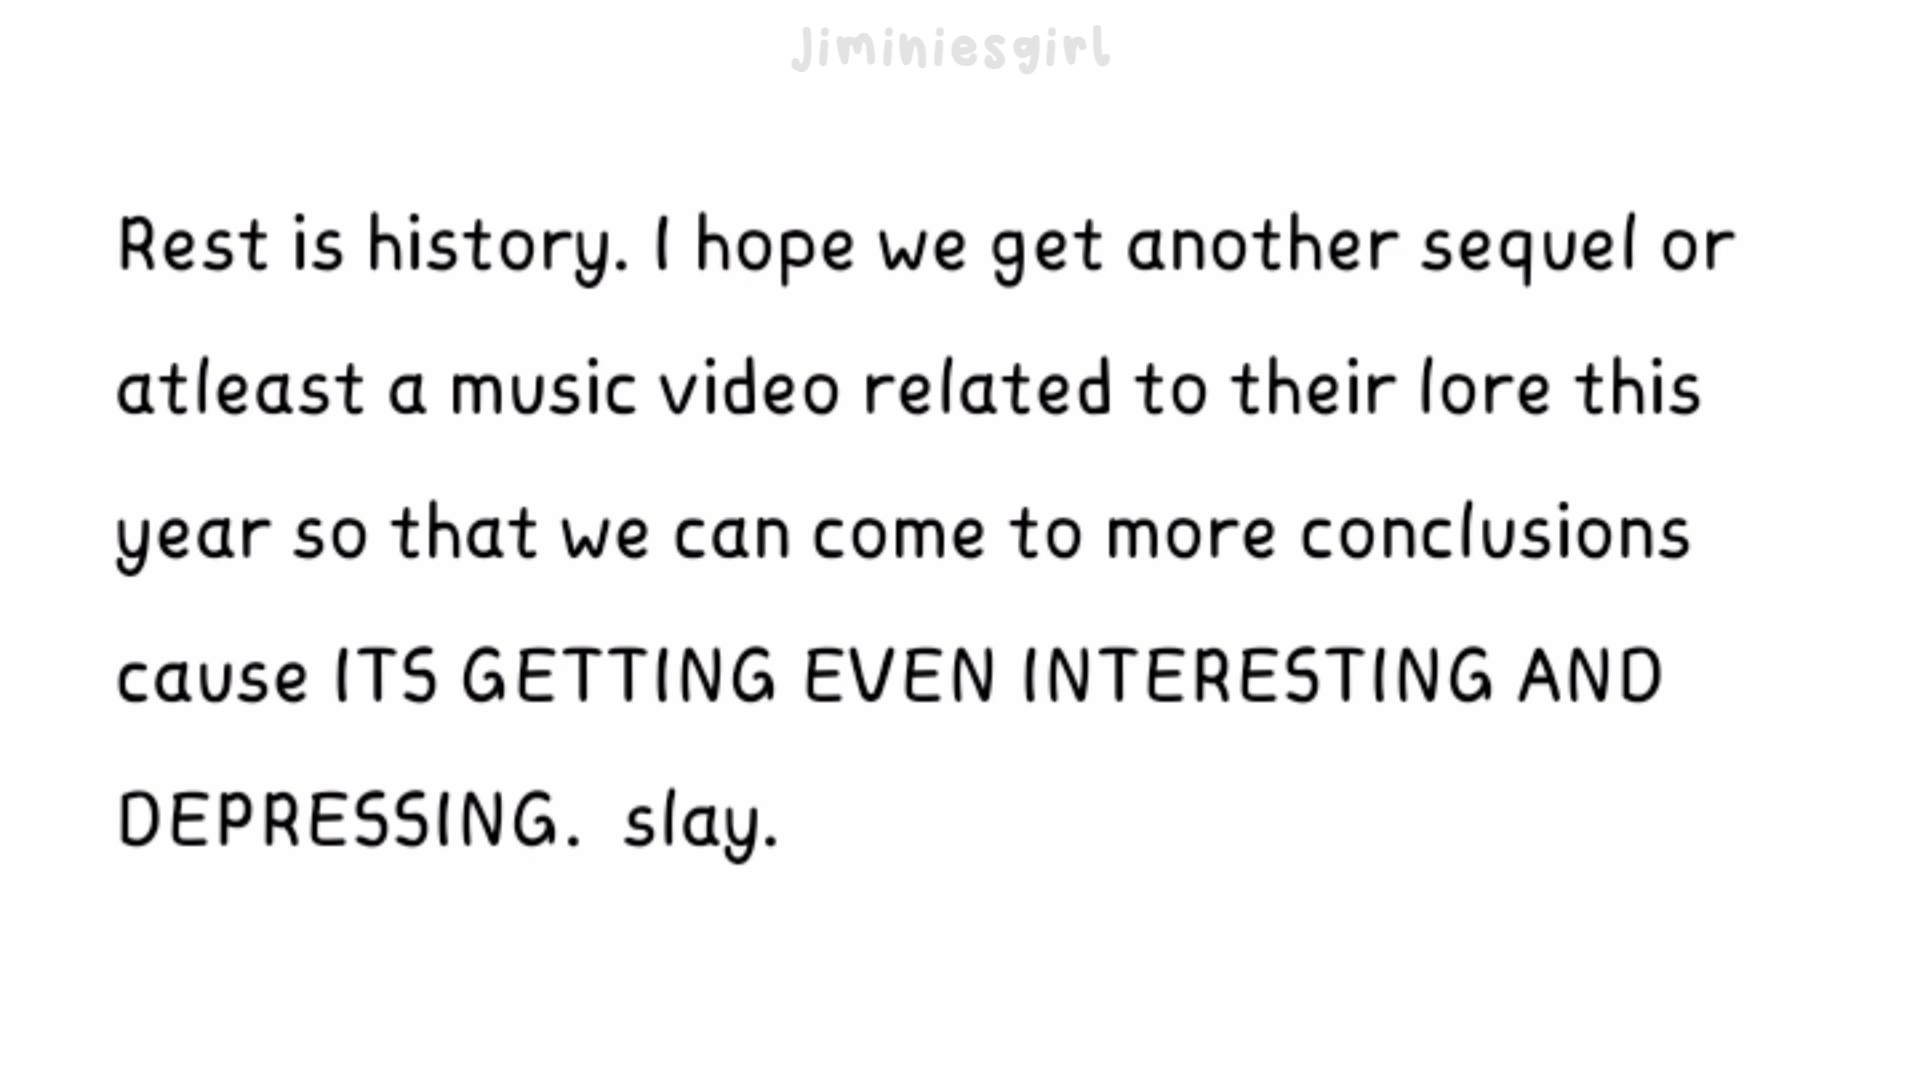 Jiminiesgirl
Rest is history. I hope we get another sequel or
atleast a music video related to their lore this
year so that we can come to more conclusions
cause ITS GETTING EVEN INTERESTING AND
DEPRESSING.  slay.